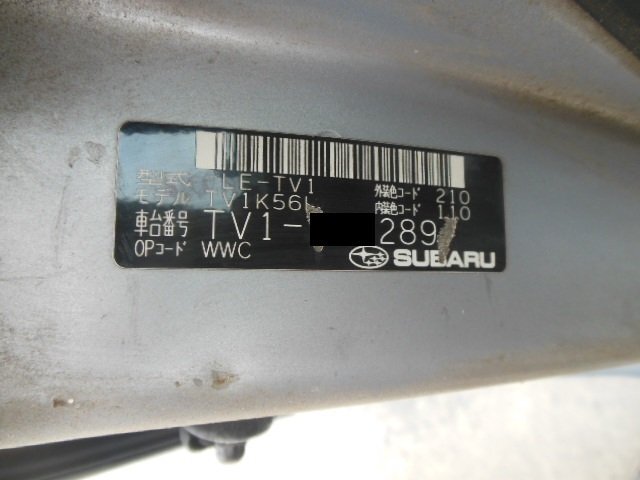 型式 LE-TV1 外装色コード 210
モデル TV1K56L 内装色コード 110
車台番号 TV1- 289
OPコード WWC SUBARU